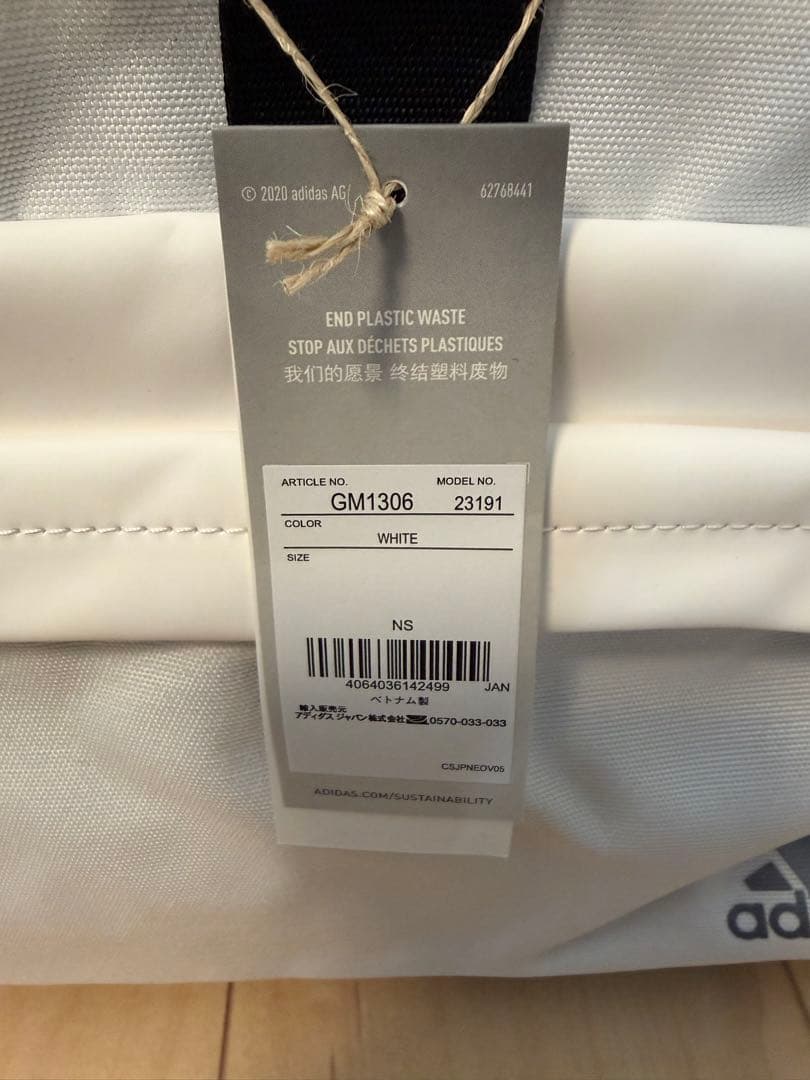 © 2020 adidas AG
62768441
END PLASTIC WASTE
STOP AUX DÉCHETS PLASTIQUES
我们的愿景 终结塑料废物
ARTICLE NO. MODEL NO.
GM1306 23191
COLOR
WHITE
SIZE
NS
4064036142499 JAN
ベトナム製
輸入販売元
アディダス ジャパン株式会社 0570-033-033
CSJPNEOV05
ADIDAS.COM/SUSTAINABILITY
ad